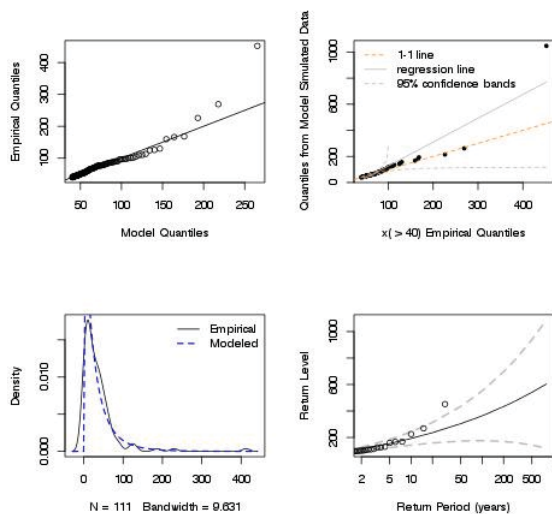 Empirical Quantiles
100 200 300 400
50 100 150 200 250
Model Quantiles
Quantiles from Model Simulated Data
0 200 600 1000
1-1 line
regression line
95% confidence bands
100 200 300 400
x( > 40) Empirical Quantiles
Density
0.000 0.010
Empirical
Modeled
0 100 200 300 400
N = 111 Bandwidth = 9.631
Return Level
200 600 1000
2 5 10 50 100 500
Return Period (years)